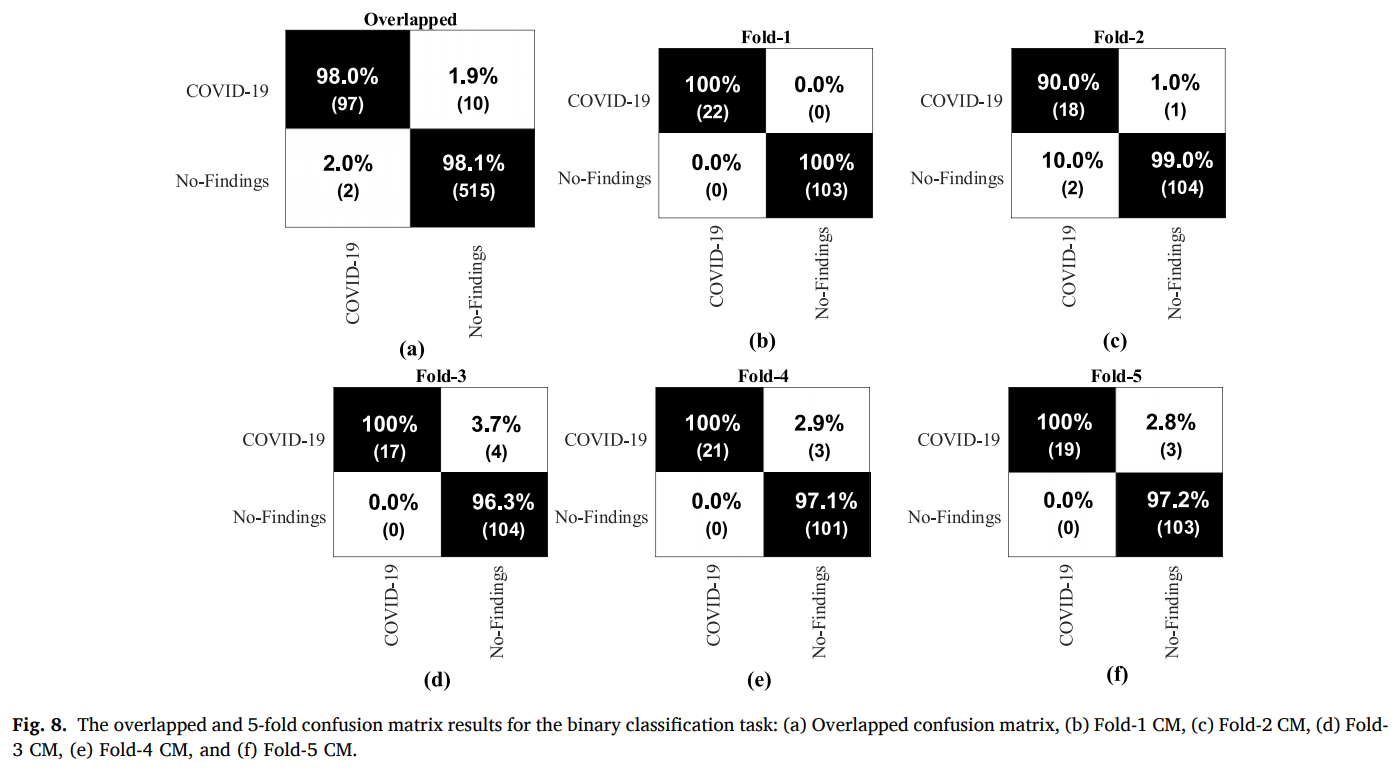 Overlapped
COVID-19
98.0%
(97)
1.9%
(10)
No-Findings
2.0%
(2)
98.1%
(515)
COVID-19
No-Findings
(a)
Fold-1
COVID-19
100%
(22)
0.0%
(0)
No-Findings
0.0%
(0)
100%
(103)
COVID-19
No-Findings
(b)
Fold-2
COVID-19
90.0%
(18)
1.0%
(1)
No-Findings
10.0%
(2)
99.0%
(104)
COVID-19
No-Findings
(c)
Fold-3
COVID-19
100%
(17)
3.7%
(4)
No-Findings
0.0%
(0)
96.3%
(104)
COVID-19
No-Findings
(d)
Fold-4
COVID-19
100%
(21)
2.9%
(3)
No-Findings
0.0%
(0)
97.1%
(101)
COVID-19
No-Findings
(e)
Fold-5
COVID-19
100%
(19)
2.8%
(3)
No-Findings
0.0%
(0)
97.2%
(103)
COVID-19
No-Findings
(f)
Fig. 8. The overlapped and 5-fold confusion matrix results for the binary classification task: (a) Overlapped confusion matrix, (b) Fold-1 CM, (c) Fold-2 CM, (d) Fold-
3 CM, (e) Fold-4 CM, and (f) Fold-5 CM.